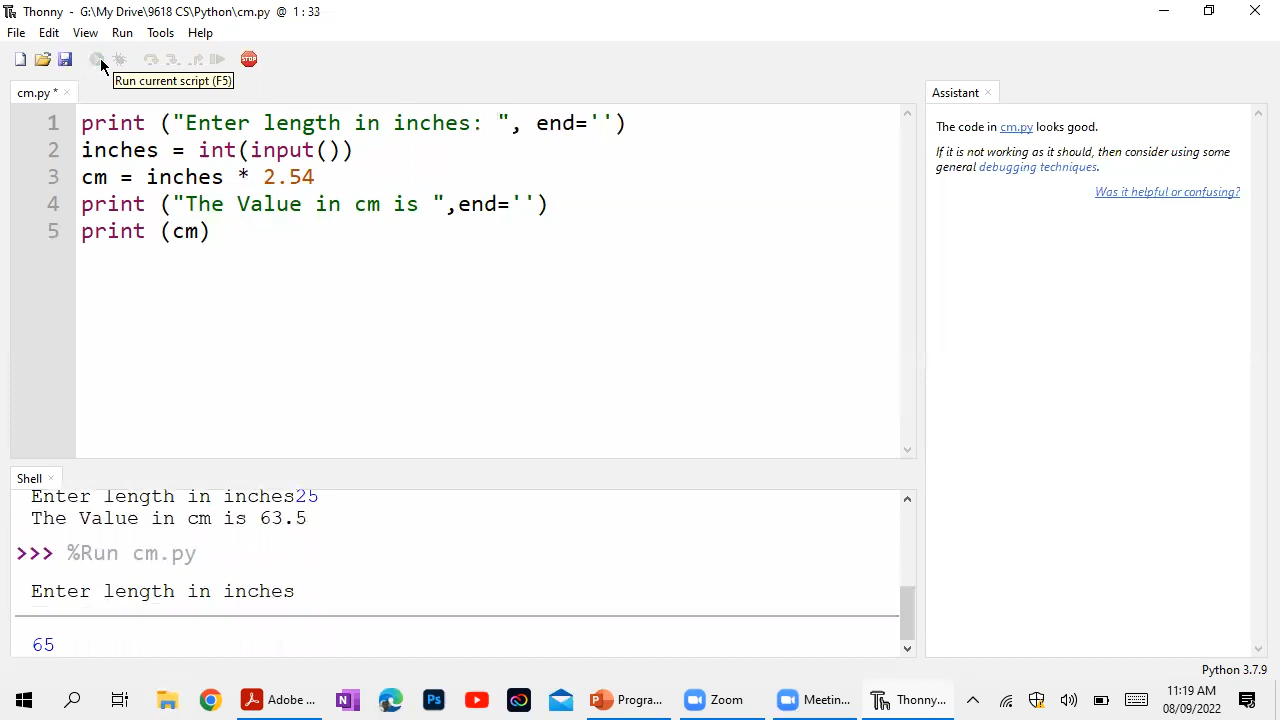 Thonny - G:\My Drive\9618 CS\Python\cm.py @ 1 : 33
File Edit View Run Tools Help
STOP
Run current script (F5)
cm.py *
1 print ("Enter length in inches: ", end='')
2 inches = int(input())
3 cm = inches * 2.54
4 print ("The Value in cm is ",end='')
5 print (cm)
Assistant
The code in cm.py looks good.
If it is not working as it should, then consider using some
general debugging techniques.
Was it helpful or confusing?
Shell
Enter length in inches25
The Value in cm is 63.5
>>> %Run cm.py
Enter length in inches
65
Python 3.7.9
Adobe ...
Ps
Progra...
Zoom
Meetin...
Thonny...
11:19 AM
08/09/2022